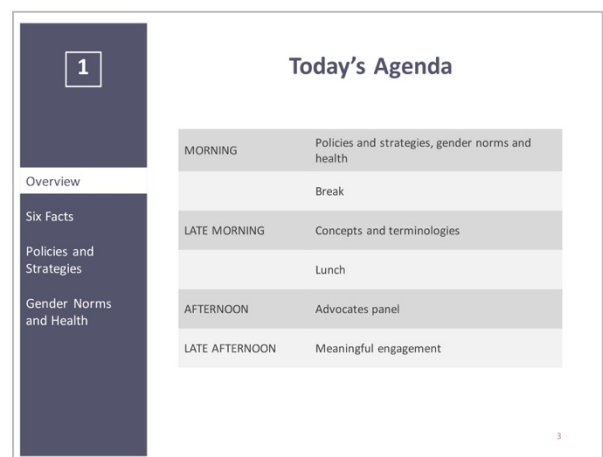 1
Overview
Six Facts
Policies and
Strategies
Gender Norms
and Health
Today's Agenda
MORNING Policies and strategies, gender norms and
health
Break
LATE MORNING Concepts and terminologies
Lunch
AFTERNOON Advocates panel
LATE AFTERNOON Meaningful engagement
3